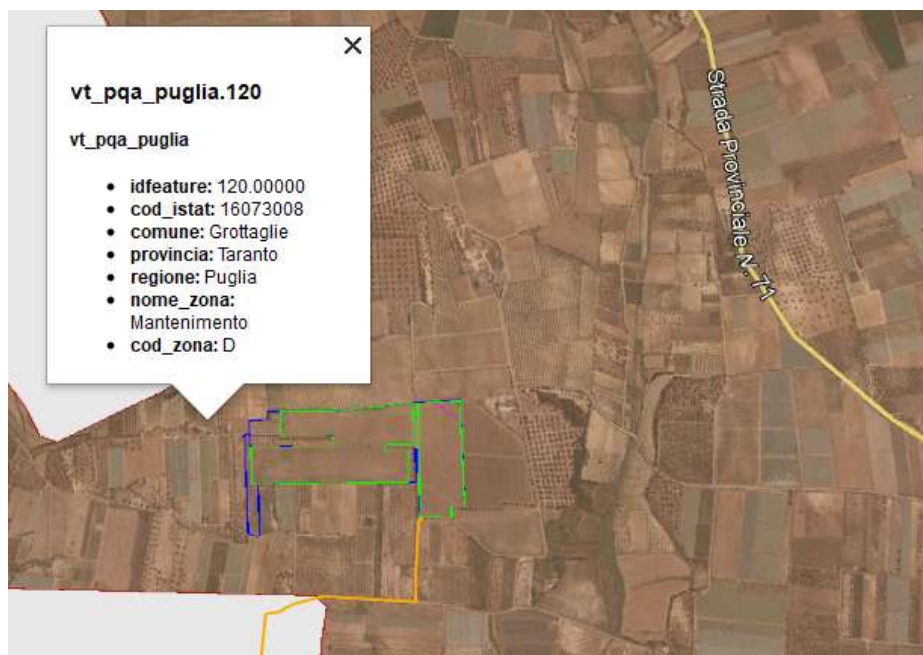 vt_pqa_puglia.120
vt_pqa_puglia
idfeature: 120.00000
cod_istat: 16073008
comune: Grottaglie
provincia: Taranto
regione: Puglia
nome_zona:
Mantenimento
cod_zona: D
Strada Provinciale N. 71